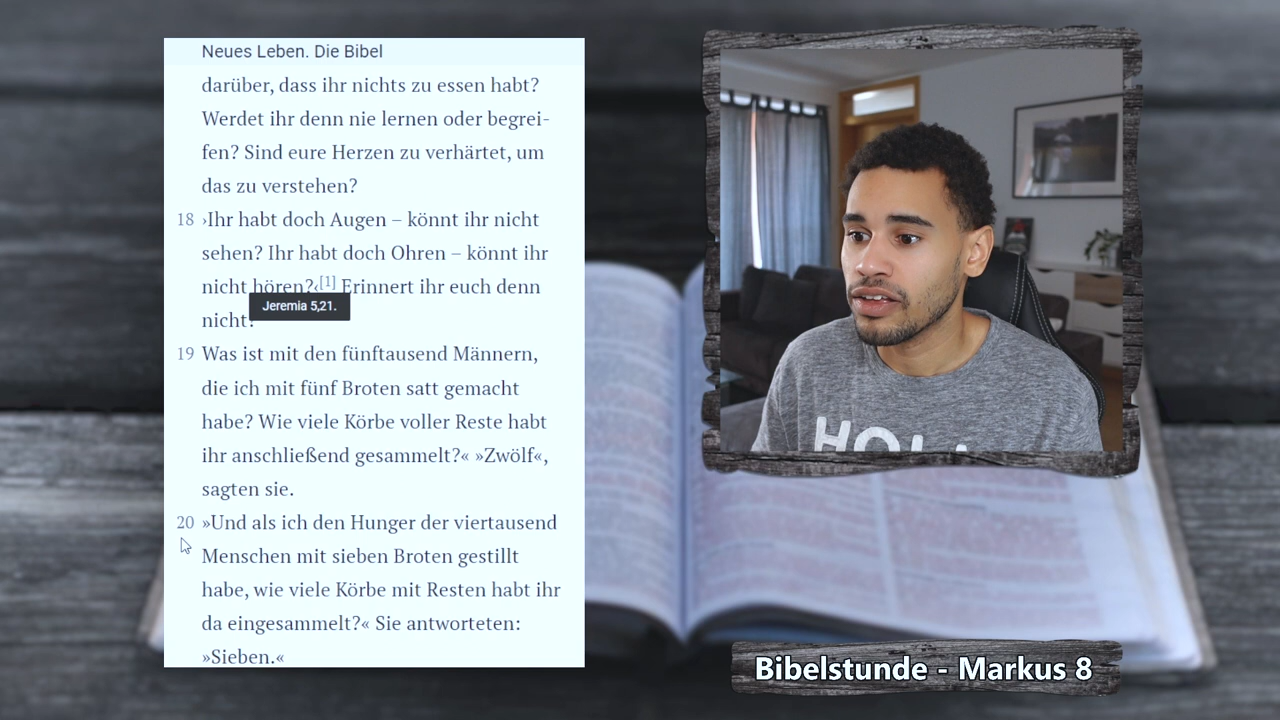 Neues Leben. Die Bibel
darüber, dass ihr nichts zu essen habt?
Werdet ihr denn nie lernen oder begrei-
fen? Sind eure Herzen zu verhärtet, um
das zu verstehen?
18 ›Ihr habt doch Augen – könnt ihr nicht
sehen? Ihr habt doch Ohren – könnt ihr
nicht hören?‹[1] Erinnert ihr euch denn
Jeremia 5,21.
nicht?
19 Was ist mit den fünftausend Männern,
die ich mit fünf Broten satt gemacht
habe? Wie viele Körbe voller Reste habt
ihr anschließend gesammelt?« »Zwölf«,
sagten sie.
20 »Und als ich den Hunger der viertausend
Menschen mit sieben Broten gestillt
habe, wie viele Körbe mit Resten habt ihr
da eingesammelt?« Sie antworteten:
»Sieben.«
Bibelstunde - Markus 8